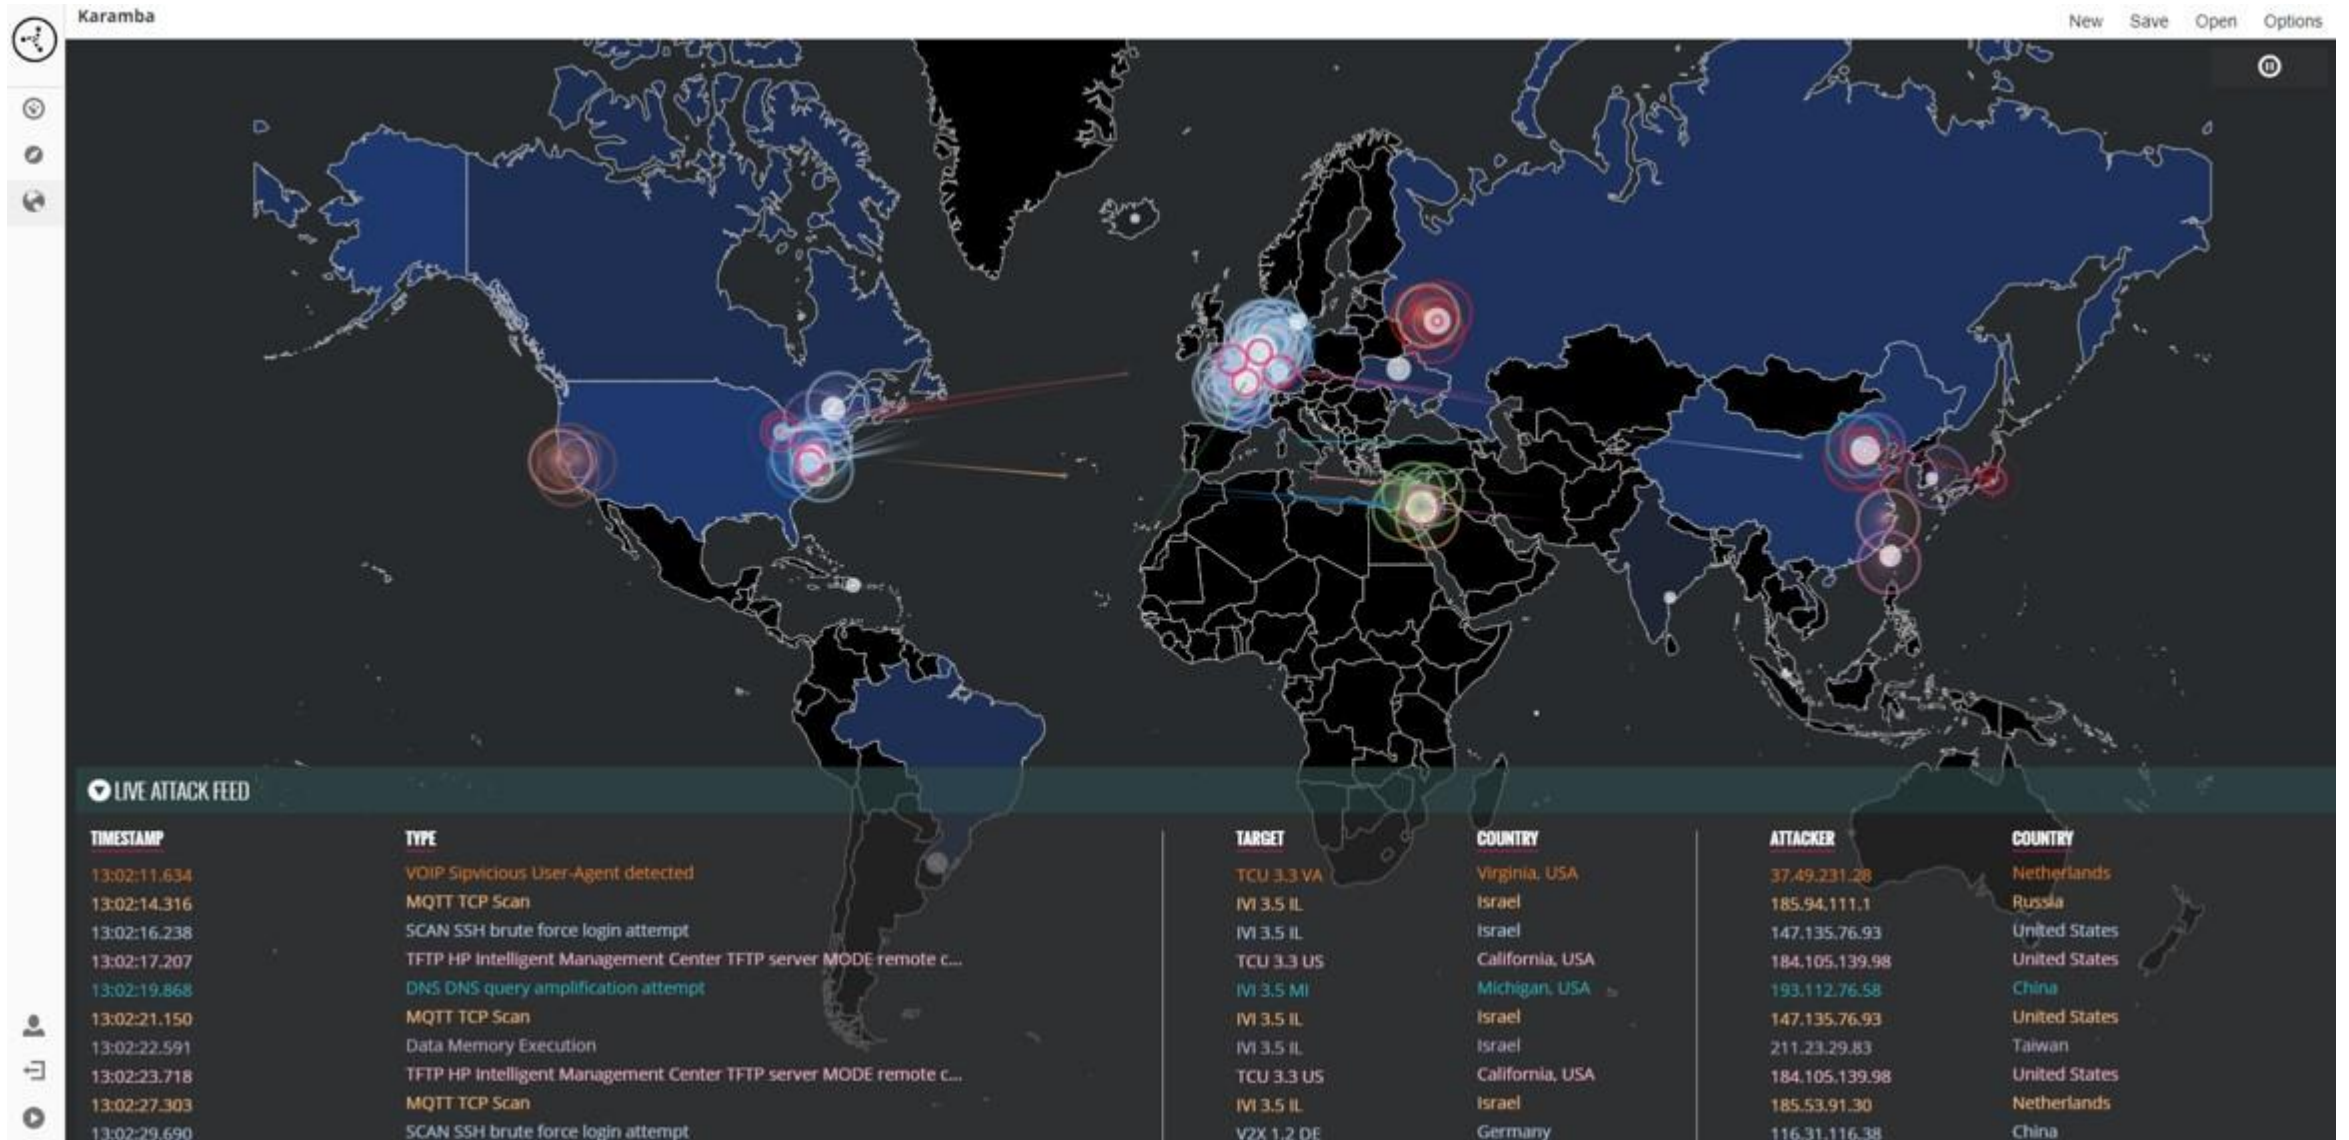 Karamba
New Save Open Options
LIVE ATTACK FEED
TIMESTAMP TYPE TARGET COUNTRY ATTACKER COUNTRY
13:02:11.634 VOIP Sipvicious User-Agent detected TCU 3.3 VA Virginia, USA 37.49.231.28 Netherlands
13:02:14.316 MQTT TCP Scan IVI 3.5 IL Israel 185.94.111.1 Russia
13:02:16.238 SCAN SSH brute force login attempt IVI 3.5 IL Israel 147.135.76.93 United States
13:02:17.207 TFTP HP Intelligent Management Center TFTP server MODE remote c... TCU 3.3 US California, USA 184.105.139.98 United States
13:02:19.868 DNS DNS query amplification attempt IVI 3.5 MI Michigan, USA 193.112.76.58 China
13:02:21.150 MQTT TCP Scan IVI 3.5 IL Israel 147.135.76.93 United States
13:02:22.591 Data Memory Execution IVI 3.5 IL Israel 211.23.29.83 Taiwan
13:02:23.718 TFTP HP Intelligent Management Center TFTP server MODE remote c... TCU 3.3 US California, USA 184.105.139.98 United States
13:02:27.303 MQTT TCP Scan IVI 3.5 IL Israel 185.53.91.30 Netherlands
13:02:29.690 SCAN SSH brute force login attempt V2X 1.2 DE Germany 116.31.116.38 China